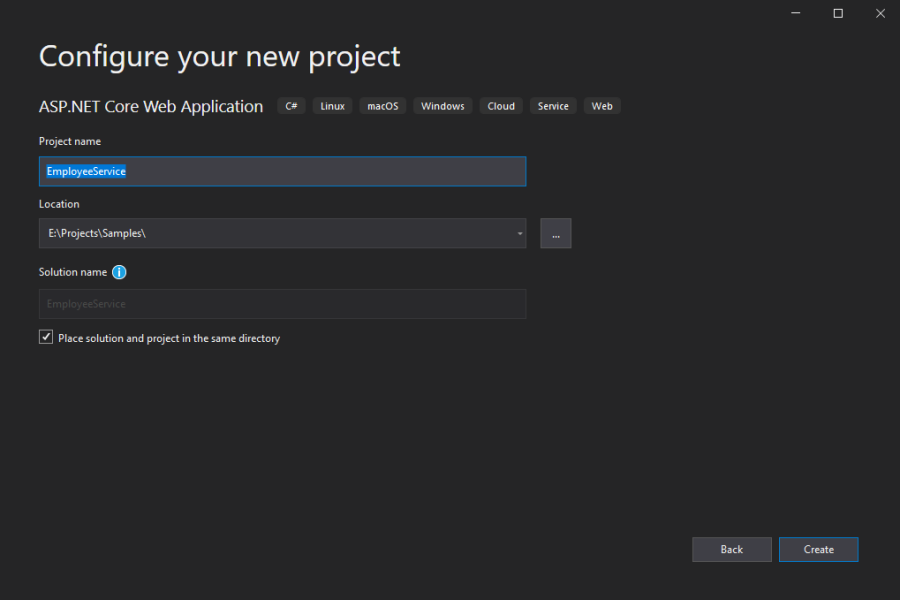 Configure your new project
ASP.NET Core Web Application C# Linux macOS Windows Cloud Service Web
Project name
EmployeeService
Location
E:\Projects\Samples\
...
Solution name i
EmployeeService
Place solution and project in the same directory
Back Create